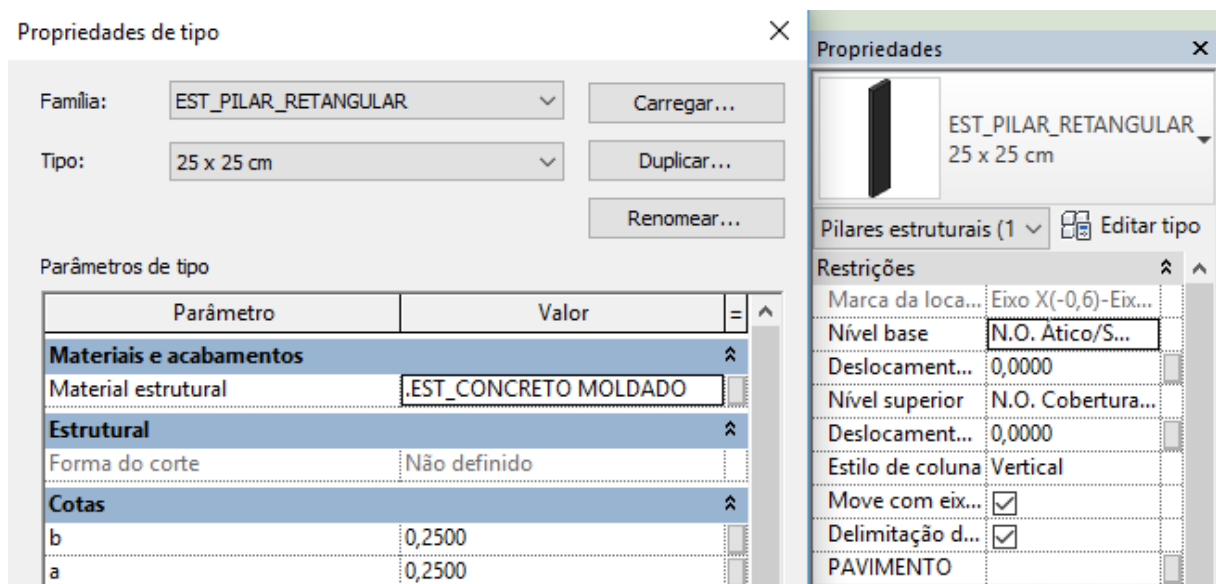 Propriedades de tipo
Família:
EST_PILAR_RETANGULAR
Carregar...
Tipo:
25 x 25 cm
Duplicar...
Renomear...
Parâmetros de tipo
Parâmetro Valor =
Materiais e acabamentos
Material estrutural .EST_CONCRETO MOLDADO
Estrutural
Forma do corte Não definido
Cotas
b 0,2500
a 0,2500
Propriedades
EST_PILAR_RETANGULAR
25 x 25 cm
Pilares estruturais (1 Editar tipo
Restrições
Marca da loca... Eixo X(-0,6)-Eix...
Nível base N.O. Ático/S...
Deslocament... 0,0000
Nível superior N.O. Cobertura...
Deslocament... 0,0000
Estilo de coluna Vertical
Move com eix...
Delimitação d...
PAVIMENTO